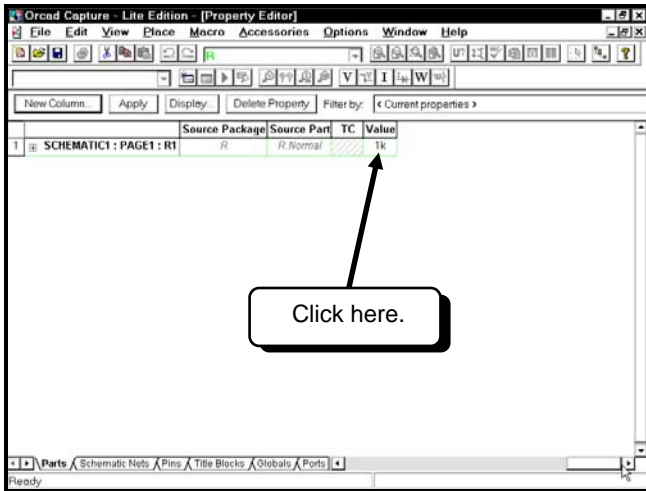 Orcad Capture - Lite Edition - [Property Editor]
File Edit View Place Macro Accessories Options Window Help
R
V I W
New Column... Apply Display... Delete Property Filter by: < Current properties >
Source Package Source Part TC Value
1 SCHEMATIC1 : PAGE1 : R1 R R.Normal 1k
Click here.
Parts Schematic Nets Pins Title Blocks Globals Ports
Ready